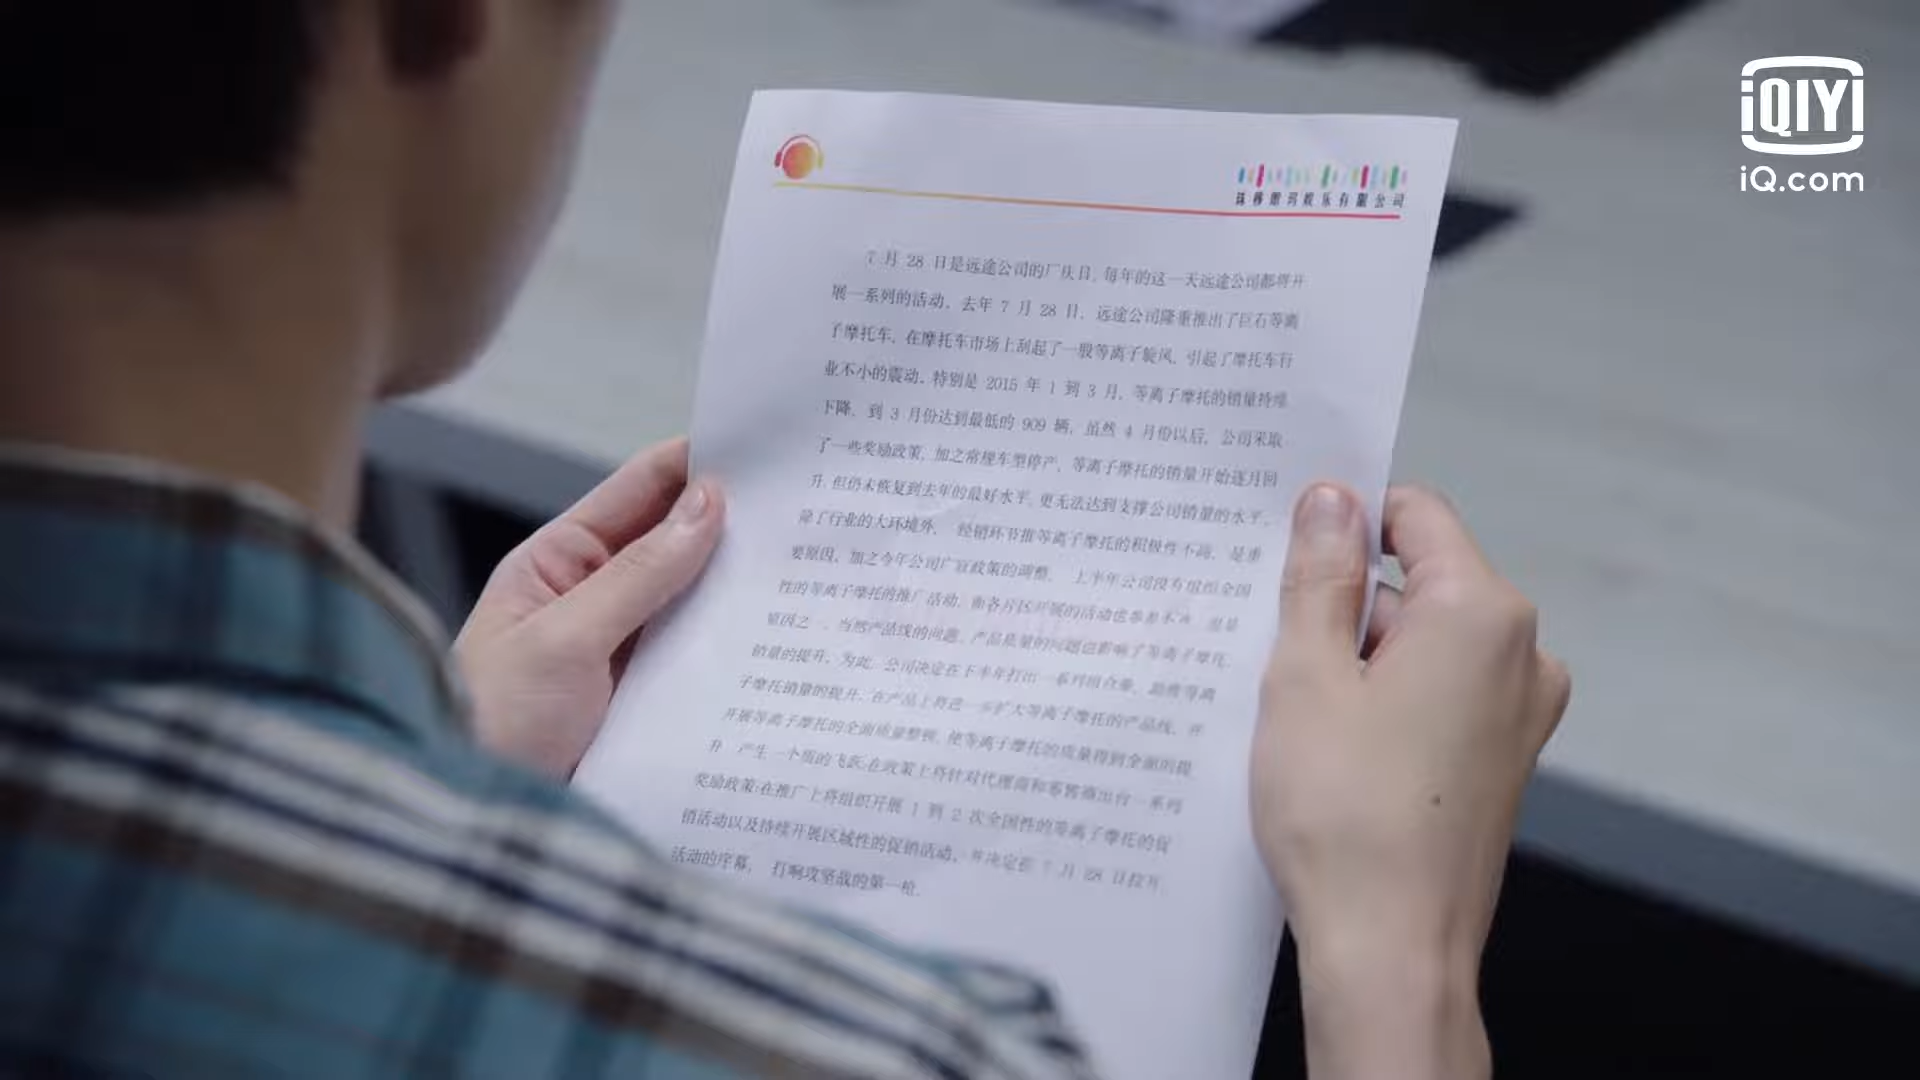 iQIYI
iQ.com
娱乐有限公司
7 月 28 日是远途公司的厂庆日,每年的这一天远途公司都将开
展一系列的活动。去年 7 月 28 日,远途公司隆重推出了巨石等离
子摩托车,在摩托车市场上刮起了一股等离子旋风,引起了摩托车行
业不小的震动。特别是 2015 年 1 到 3 月,等离子摩托的销量持续
下降,到 3 月份达到最低的 909 辆,虽然 4 月份以后,公司采取
了一些奖励政策,加之常规车型停产,等离子摩托的销量开始逐月回
升,但仍未恢复到去年的最好水平,更无法达到支撑公司销量的水平。
除了行业的大环境外, 经销环节推等离子摩托的积极性不高,是重
要原因,加之今年公司广宣政策的调整, 上半年公司没有组织全国
性的等离子摩托的推广活动,而各片区开展的活动也参差不齐,也是
原因之一。当然产品线的问题,产品质量的问题也影响了等离子摩托
销量的提升。为此,公司决定在下半年打出一系列组合拳,助推等离
子摩托销量的提升。在产品上将进一步扩大等离子摩托的产品线,并
开展等离子摩托的全面质量整顿,使等离子摩托的质量得到全面的提
升,产生一个质的飞跃;在政策上将针对代理商和零售商出台一系列
奖励政策;在推广上将组织开展 1 到 2 次全国性的等离子摩托的促
销活动以及持续开展区域性的促销活动。并决定在 7 月 28 日拉开
活动的序幕, 打响攻坚战的第一枪。